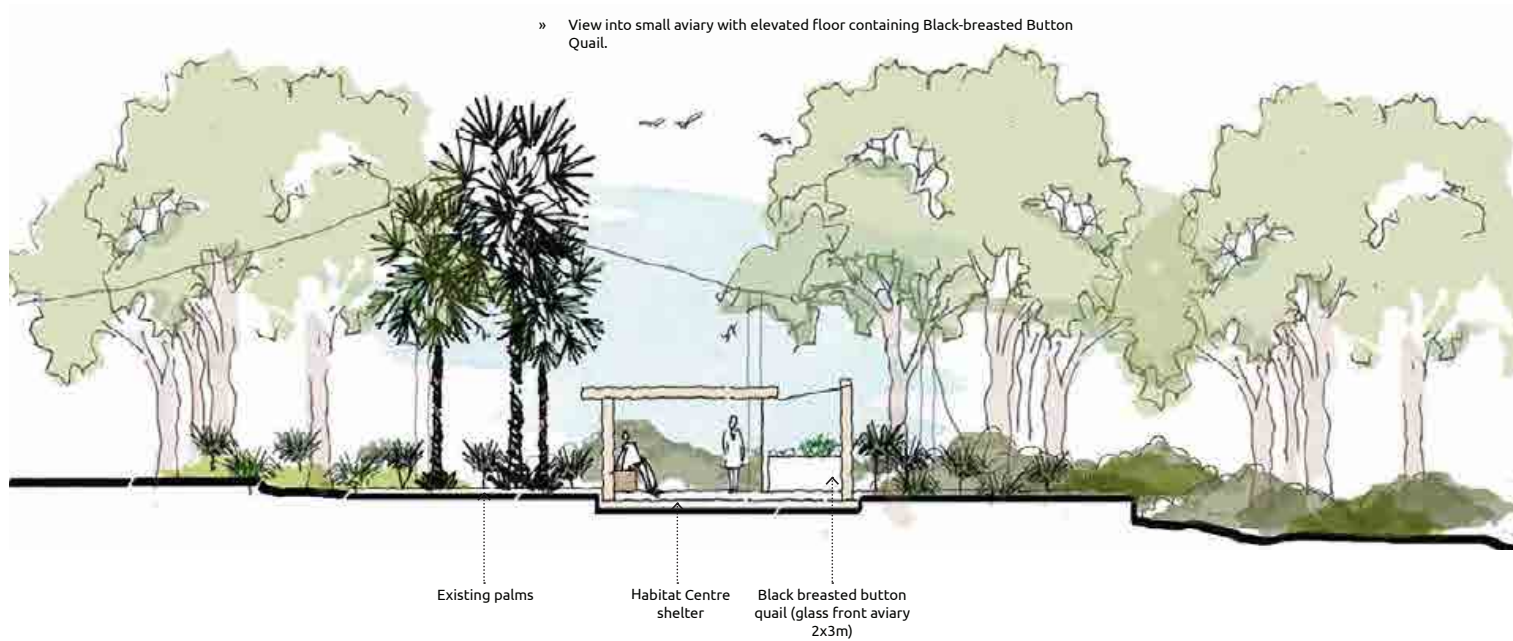 » View into small aviary with elevated floor containing Black-breasted Button
Quail.
Existing palms
Habitat Centre
shelter
Black breasted button
quail (glass front aviary
2x3m)